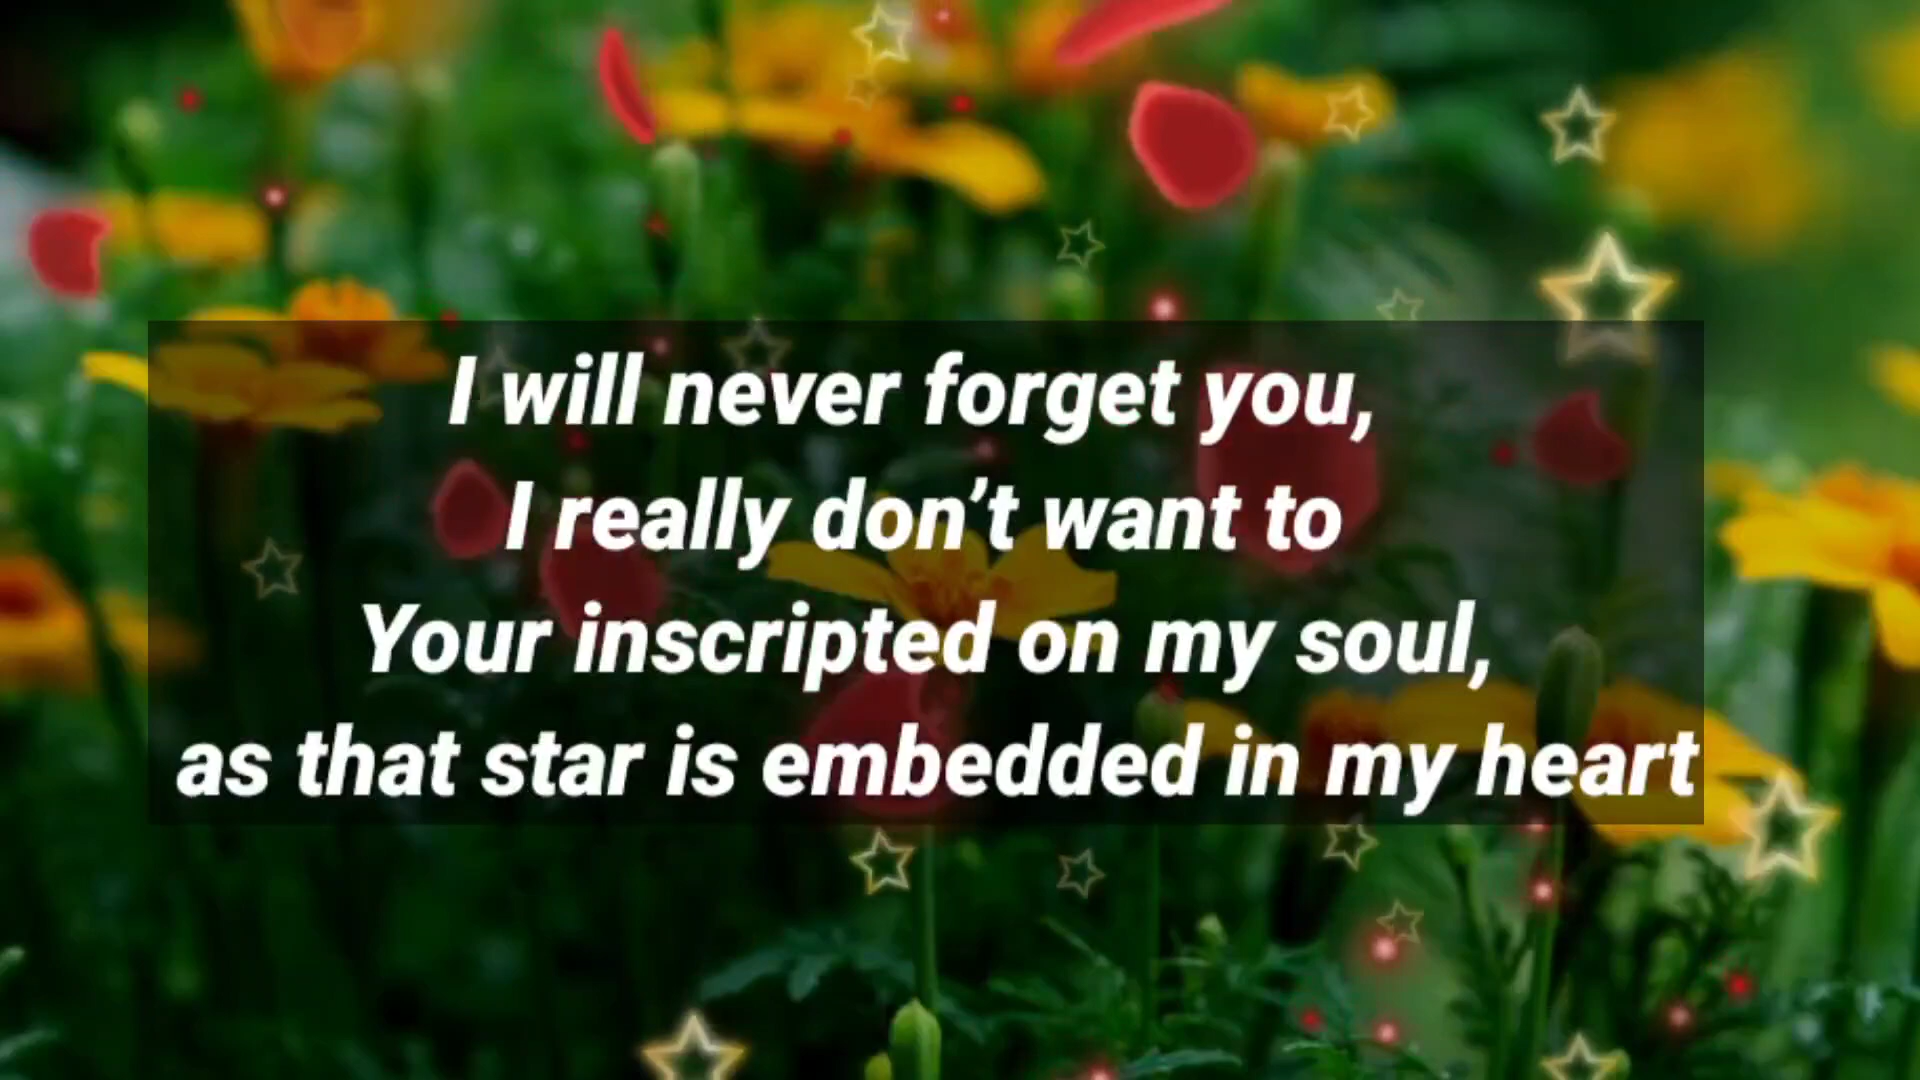 I will never forget you,
I really don’t want to
Your inscripted on my soul,
as that star is embedded in my heart